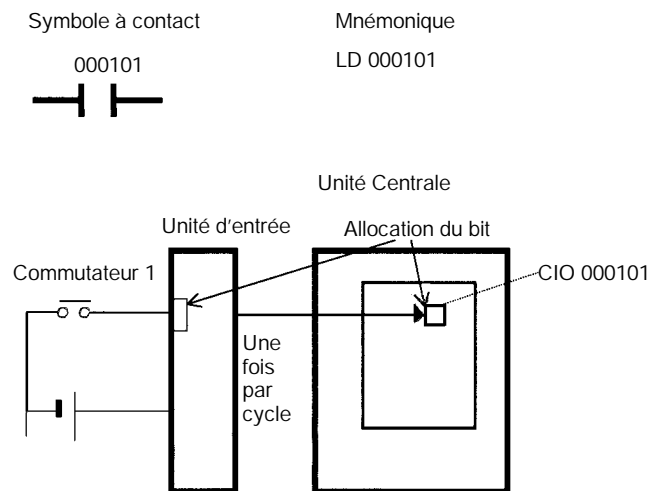 Symbole à contact
Mnémonique
000101
LD 000101
Unité Centrale
Unité d'entrée
Allocation du bit
Commutateur 1
CIO 000101
Une
fois
par
cycle